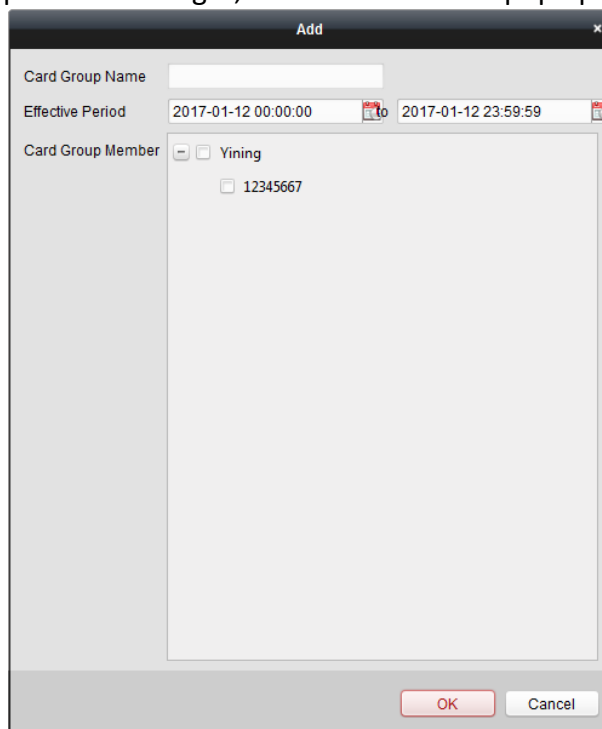 Add
Card Group Name
Effective Period 2017-01-12 00:00:00 to 2017-01-12 23:59:59
Card Group Member Yining
12345667
OK Cancel